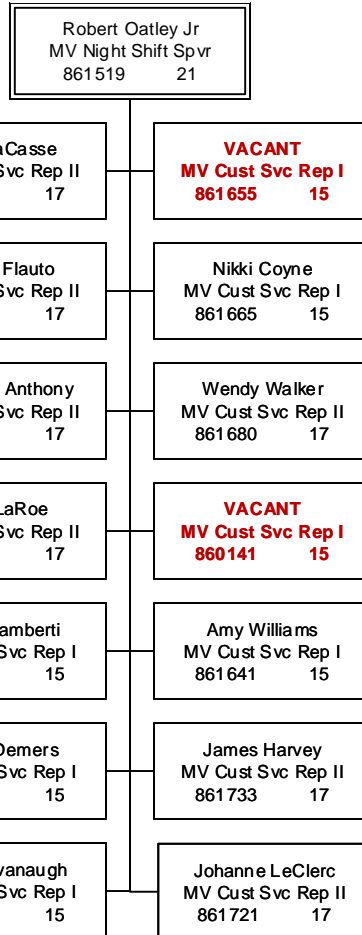 Robert Oatley Jr
MV Night Shift Spvr
861519 21
aCasse
Svc Rep II
17
VACANT
MV Cust Svc Rep I
861655 15
Flauto
Svc Rep II
17
Nikki Coyne
MV Cust Svc Rep I
861665 15
Anthony
Svc Rep II
17
Wendy Walker
MV Cust Svc Rep II
861680 17
LaRoe
Svc Rep II
17
VACANT
MV Cust Svc Rep I
860141 15
amberti
Svc Rep I
15
Amy Williams
MV Cust Svc Rep I
861641 15
Demers
Svc Rep I
15
James Harvey
MV Cust Svc Rep II
861733 17
vanaugh
Svc Rep I
15
Johanne LeClerc
MV Cust Svc Rep II
861721 17